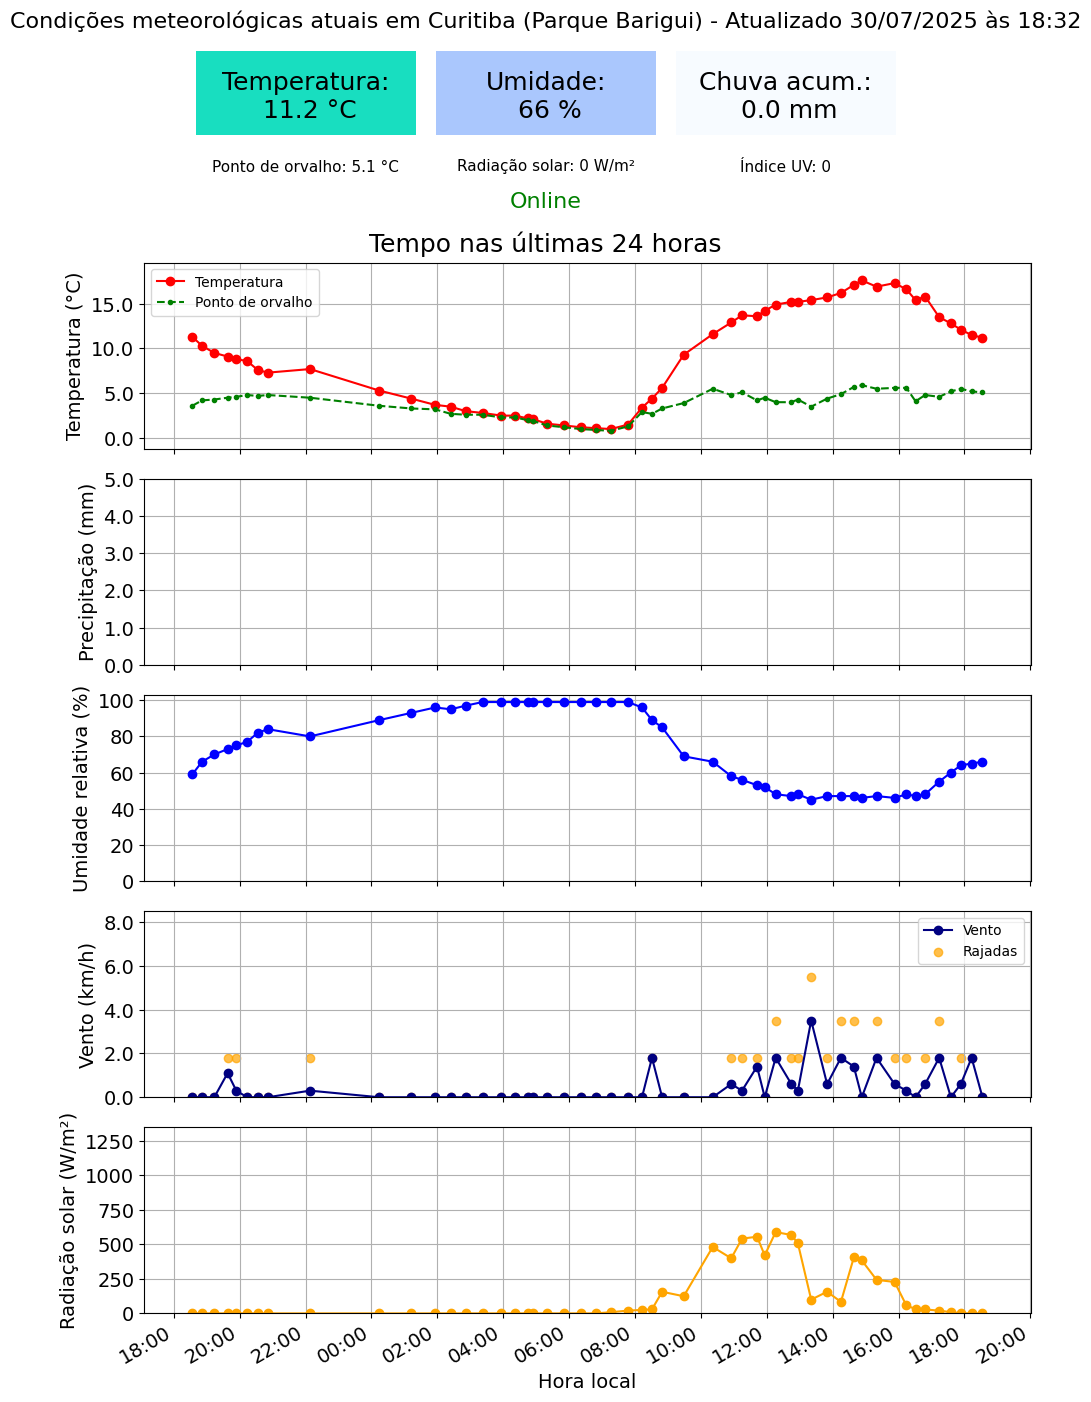 Condições meteorológicas atuais em Curitiba (Parque Barigui) - Atualizado 30/07/2025 às 18:32
Temperatura:
11.2 °C
Umidade:
66 %
Chuva acum.:
0.0 mm
Ponto de orvalho: 5.1 °C
Radiação solar: 0 W/m²
Índice UV: 0
Online
Tempo nas últimas 24 horas
Temperatura (°C)
15.0
10.0
5.0
0.0
Temperatura
Ponto de orvalho
Precipitação (mm)
5.0
4.0
3.0
2.0
1.0
0.0
Umidade relativa (%)
100
80
60
40
20
0
Vento (km/h)
8.0
6.0
4.0
2.0
0.0
Vento
Rajadas
Radiação solar (W/m²)
1250
1000
750
500
250
0
18:00 20:00 22:00 00:00 02:00 04:00 06:00 08:00 10:00 12:00 14:00 16:00 18:00 20:00
Hora local